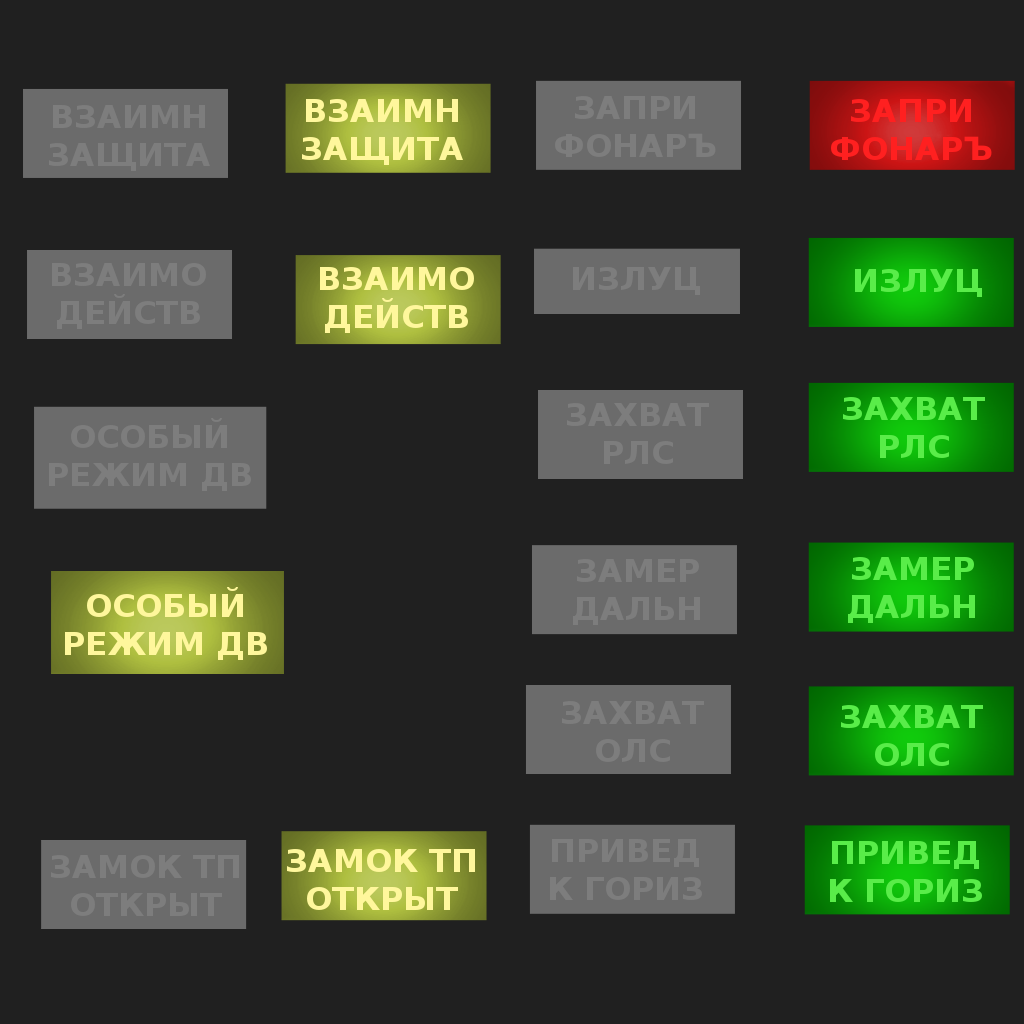 ВЗАИМН
ЗАЩИТА
ВЗАИМН
ЗАЩИТА
ЗАПРИ
ФОНАРЪ
ЗАПРИ
ФОНАРЪ
ВЗАИМО
ДЕЙСТВ
ВЗАИМО
ДЕЙСТВ
ИЗЛУЦ
ИЗЛУЦ
ОСОБЫЙ
РЕЖИМ ДВ
ЗАХВАТ
РЛС
ЗАХВАТ
РЛС
ОСОБЫЙ
РЕЖИМ ДВ
ЗАМЕР
ДАЛЬН
ЗАМЕР
ДАЛЬН
ЗАХВАТ
ОЛС
ЗАХВАТ
ОЛС
ЗАМОК ТП
ОТКРЫТ
ЗАМОК ТП
ОТКРЫТ
ПРИВЕД
К ГОРИЗ
ПРИВЕД
К ГОРИЗ